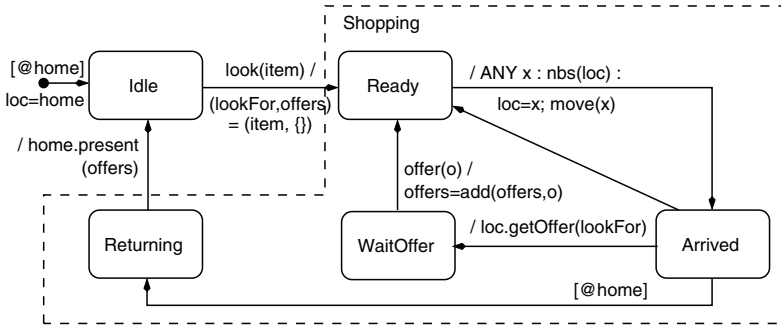 Shopping
[@home]
loc=home
Idle
look(item) /
(lookFor,offers)
= (item, {})
Ready
/ ANY x : nbs(loc) :
loc=x; move(x)
/ home.present
(offers)
offer(o) /
offers=add(offers,o)
Returning
WaitOffer
/ loc.getOffer(lookFor)
Arrived
[@home]